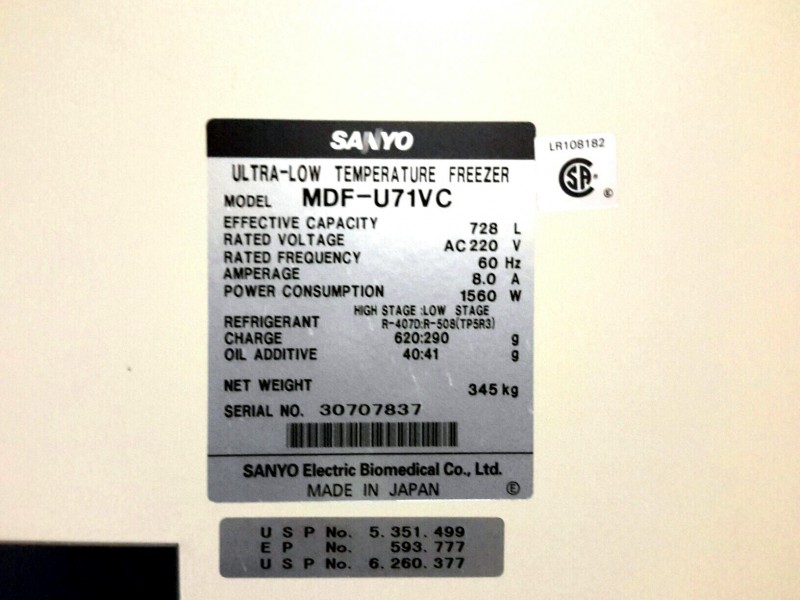 SANYO
LR108182
ULTRA-LOW TEMPERATURE FREEZER
MODEL MDF-U71VC
EFFECTIVE CAPACITY 728 L
RATED VOLTAGE AC 220 V
RATED FREQUENCY 60 Hz
AMPERAGE 8.0 A
POWER CONSUMPTION 1560 W
HIGH STAGE :LOW STAGE
REFRIGERANT R-407D:R-508(TP5R3)
CHARGE 620:290 g
OIL ADDITIVE 40:41 g
NET WEIGHT 345 kg
SERIAL NO. 30707837
SANYO Electric Biomedical Co., Ltd.
MADE IN JAPAN Ⓔ
U S P No. 5. 351. 499
E P No. 593. 777
U S P No. 6. 260. 377